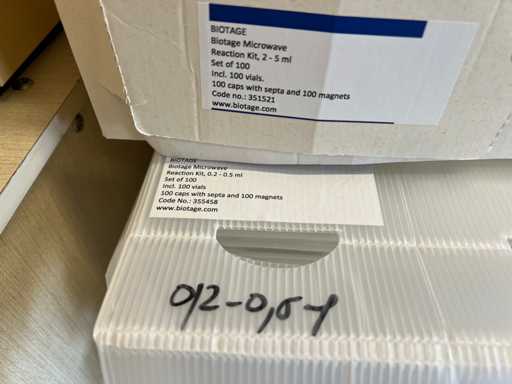 BIOTAGE
Biotage Microwave
Reaction Kit, 2 - 5 ml
Set of 100
Incl. 100 vials.
100 caps with septa and 100 magnets
Code no.: 351521
www.biotage.com
BIOTAGE
Biotage Microwave
Reaction Kit, 0.2 - 0.5 ml
Set of 100
Incl. 100 vials
100 caps with septa and 100 magnets
Code No.: 355458
www.biotage.com
0,2-0,5